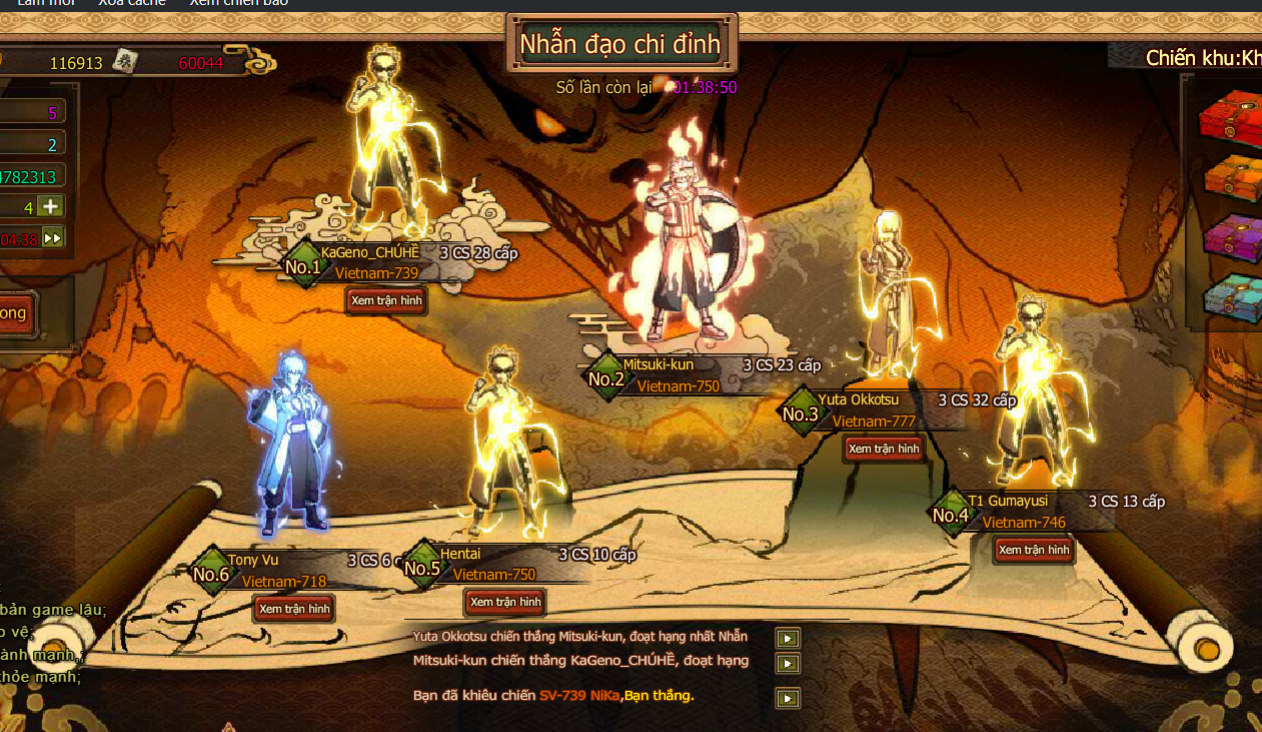 Làm mới Xóa cache Xem chiến báo
Nhẫn đạo chi đỉnh
116913 60044
Chiến khu:Kh
Số lần còn lại 01:38:50
5
2
4782313
4
04:38
ong
KaGeno_CHÚHỀ 3 CS 28 cấp
No.1 Vietnam-739
Xem trận hình
Mitsuki-kun 3 CS 23 cấp
No.2 Vietnam-750
Yuta Okkotsu 3 CS 32 cấp
No.3 Vietnam-777
Xem trận hình
T1 Gumayusi 3 CS 13 cấp
No.4 Vietnam-746
Xem trận hình
Hentai 3 CS 10 cấp
No.5 Vietnam-750
Xem trận hình
Tony Vu 3 CS 6 c
No.6 Vietnam-718
Xem trận hình
bản game lậu;
vệ;
ành mạnh,;
hỏe mạnh;
Yuta Okkotsu chiến thắng Mitsuki-kun, đoạt hạng nhất Nhẫn
Mitsuki-kun chiến thắng KaGeno_CHÚHỀ, đoạt hạng
Bạn đã khiêu chiến SV-739 NiKa,Bạn thắng.